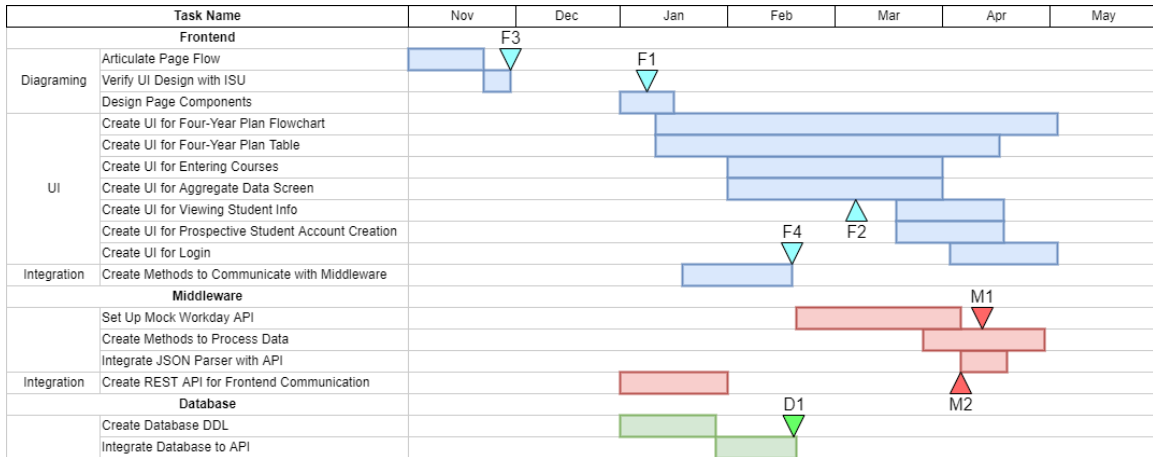 Task Name Nov Dec Jan Feb Mar Apr May
Frontend
F3
Articulate Page Flow
F1
Diagraming Verify UI Design with ISU
Design Page Components
Create UI for Four-Year Plan Flowchart
Create UI for Four-Year Plan Table
Create UI for Entering Courses
UI Create UI for Aggregate Data Screen
Create UI for Viewing Student Info
Create UI for Prospective Student Account Creation F4 F2
Create UI for Login
Integration Create Methods to Communicate with Middleware
Middleware M1
Set Up Mock Workday API
Create Methods to Process Data
Integrate JSON Parser with API
Integration Create REST API for Frontend Communication
Database D1 M2
Create Database DDL
Integrate Database to API